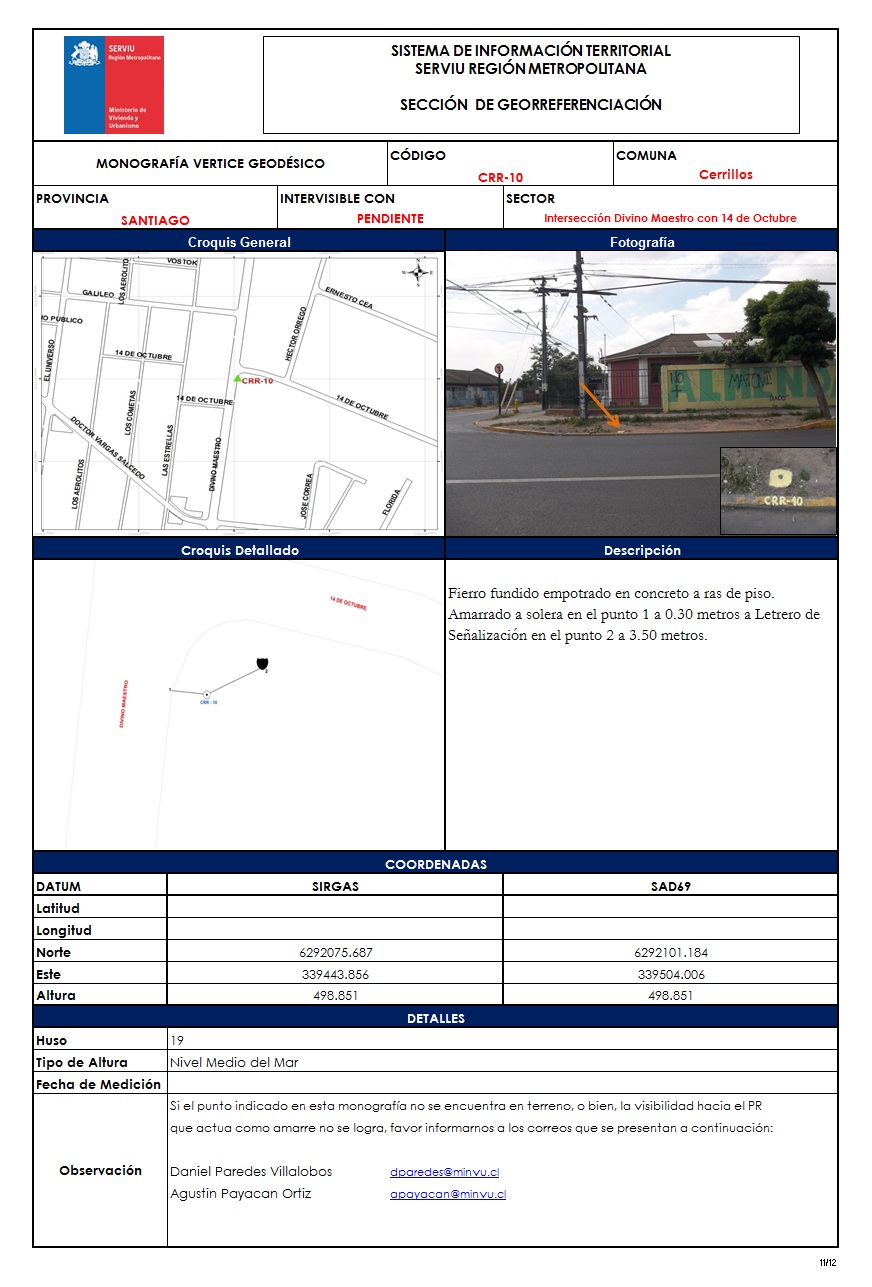 SERVIU
Región Metropolitana
Ministerio de
Vivienda y
Urbanismo
SISTEMA DE INFORMACIÓN TERRITORIAL
SERVIU REGIÓN METROPOLITANA
SECCIÓN DE GEORREFERENCIACIÓN
MONOGRAFÍA VERTICE GEODÉSICO
CÓDIGO
CRR-10
COMUNA
Cerrillos
PROVINCIA
SANTIAGO
INTERVISIBLE CON
PENDIENTE
SECTOR
Intersección Divino Maestro con 14 de Octubre
Croquis General
Fotografía
VOSTOK
N
W
E
S
LOS AEROLITO
GALILEO
ERNESTO CEA
IO PUBLICO
HECTOR ORREGO
EL UNIVERSO
14 DE OCTUBRE
CRR-10
LOS COMETAS
14 DE OCTUBRE
14 DE OCTUBRE
DOCTOR VARGAS SALCEDO
LAS ESTRELLAS
DIVINO MAESTRO
LOS AEROLITOS
JOSE CORREA
FLORIDA
NO
CRR-10
Croquis Detallado
Descripción
14 DE OCTUBRE
1
2
CRR - 10
DIVINO MAESTRO
Fierro fundido empotrado en concreto a ras de piso.
Amarrado a solera en el punto 1 a 0.30 metros a Letrero de
Señalización en el punto 2 a 3.50 metros.
COORDENADAS
DATUM SIRGAS SAD69
Latitud
Longitud
Norte 6292075.687 6292101.184
Este 339443.856 339504.006
Altura 498.851 498.851
DETALLES
Huso 19
Tipo de Altura Nivel Medio del Mar
Fecha de Medición
Observación
Si el punto indicado en esta monografía no se encuentra en terreno, o bien, la visibilidad hacia el PR
que actua como amarre no se logra, favor informarnos a los correos que se presentan a continuación:
Daniel Paredes Villalobos dparedes@minvu.cl
Agustin Payacan Ortiz apayacan@minvu.cl
11/12